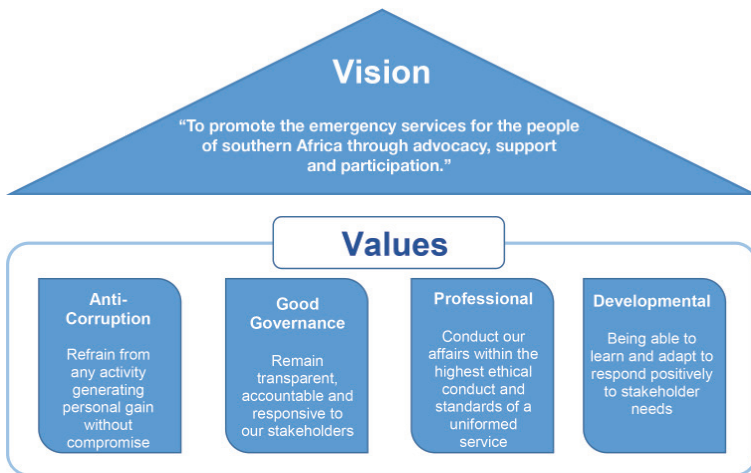 Vision
“To promote the emergency services for the people
of southern Africa through advocacy, support
and participation.”
Values
Anti-
Corruption
Refrain from
any activity
generating
personal gain
without
compromise
Good
Governance
Remain
transparent,
accountable and
responsive to
our stakeholders
Professional
Conduct our
affairs within the
highest ethical
conduct and
standards of a
uniformed
service
Developmental
Being able to
learn and adapt to
respond positively
to stakeholder
needs